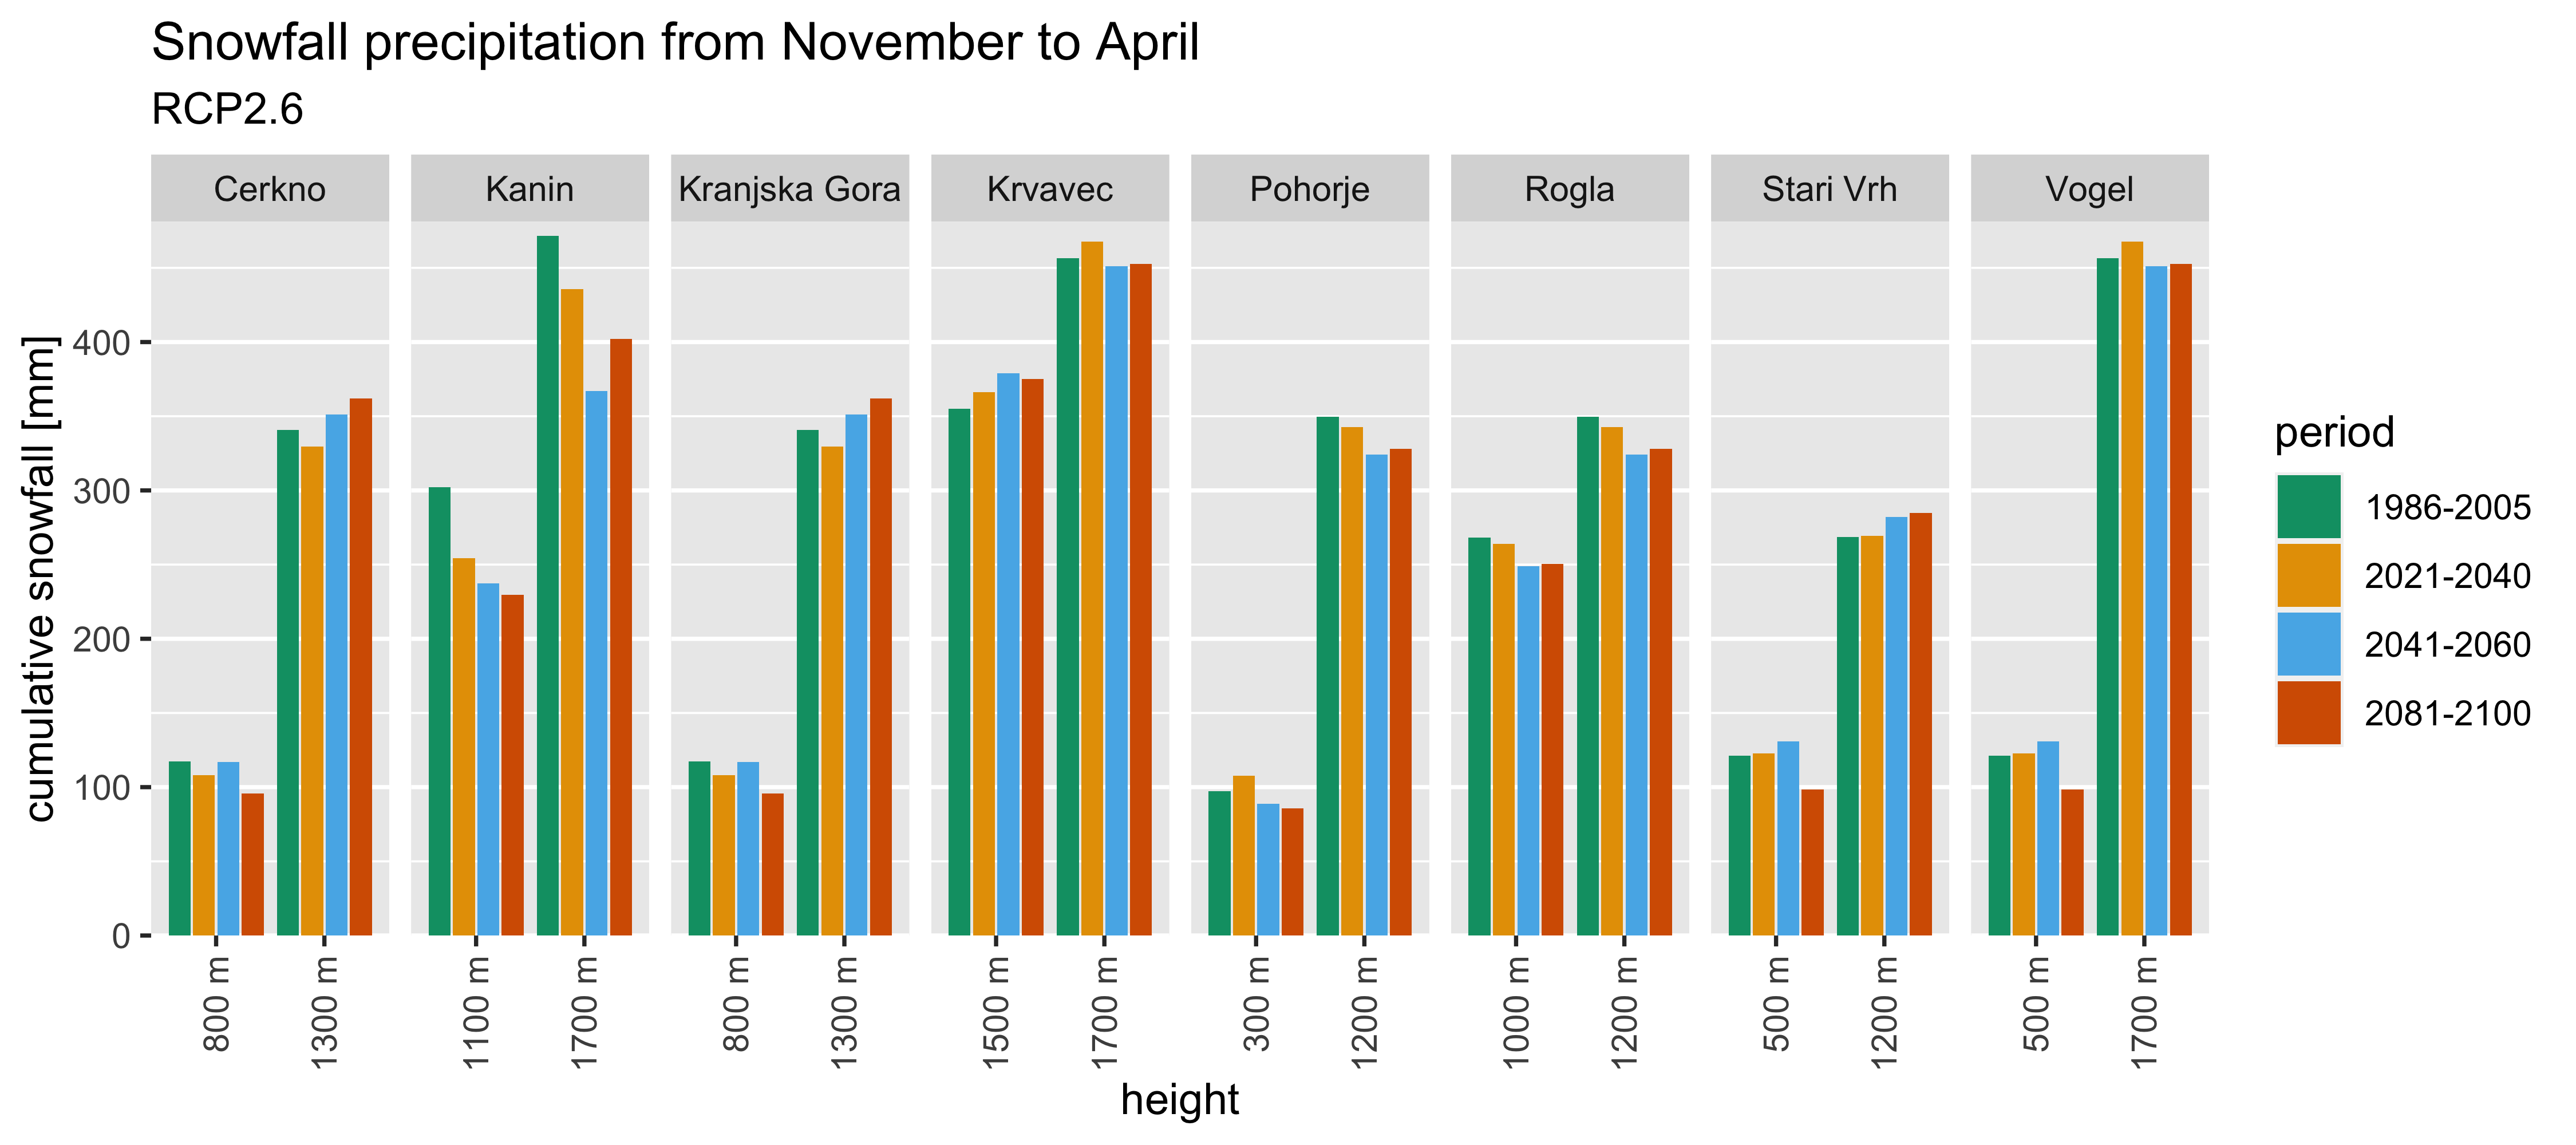 Snowfall precipitation from November to April
RCP2.6
Cerkno
Kanin
Kranjska Gora
Krvavec
Pohorje
Rogla
Stari Vrh
Vogel
cumulative snowfall [mm]
400
300
200
100
0
800 m
1300 m
1100 m
1700 m
800 m
1300 m
1500 m
1700 m
300 m
1200 m
1000 m
1200 m
500 m
1200 m
500 m
1700 m
height
period
1986-2005
2021-2040
2041-2060
2081-2100